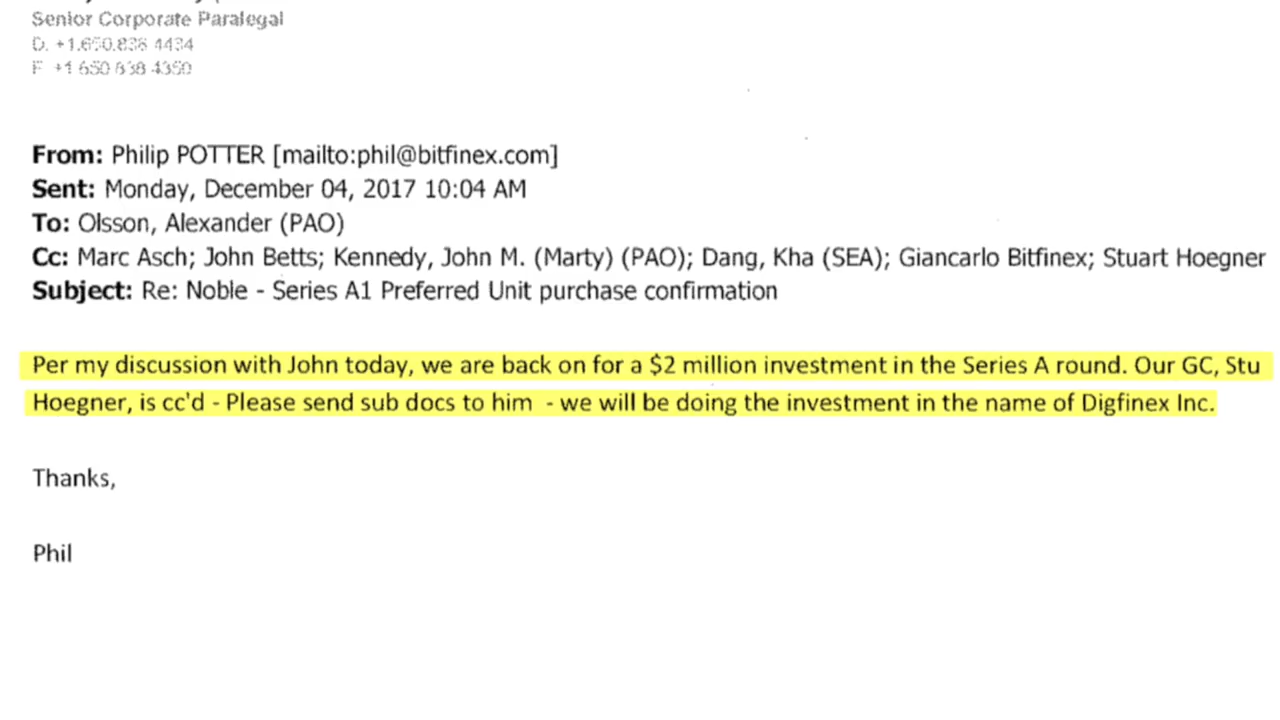 Senior Corporate Paralegal
From: Philip POTTER [mailto:phil@bitfinex.com]
Sent: Monday, December 04, 2017 10:04 AM
To: Olsson, Alexander (PAO)
Cc: Marc Asch; John Betts; Kennedy, John M. (Marty) (PAO); Dang, Kha (SEA); Giancarlo Bitfinex; Stuart Hoegner
Subject: Re: Noble - Series A1 Preferred Unit purchase confirmation
Per my discussion with John today, we are back on for a $2 million investment in the Series A round. Our GC, Stu
Hoegner, is cc'd - Please send sub docs to him - we will be doing the investment in the name of Digfinex Inc.
Thanks,
Phil